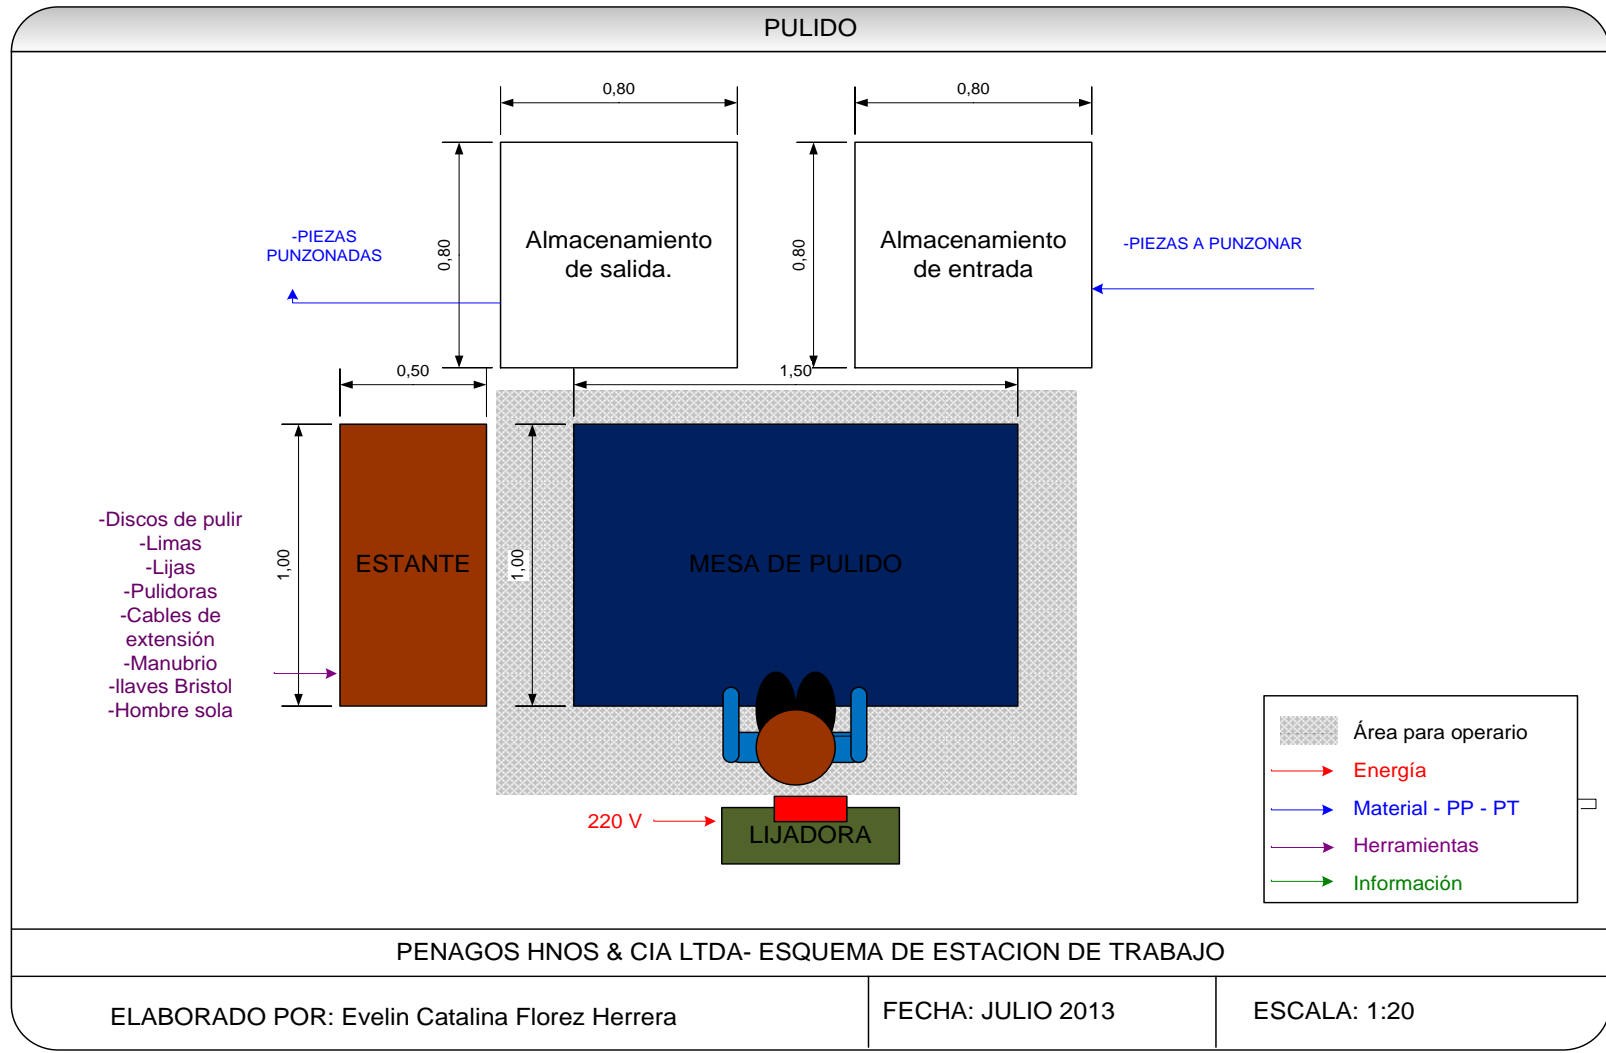 PULIDO
0,80
0,80
0,80
0,80
-PIEZAS
PUNZONADAS
Almacenamiento
de salida.
Almacenamiento
de entrada
-PIEZAS A PUNZONAR
0,50
1,50
1,00
1,00
-Discos de pulir
-Limas
-Lijas
-Pulidoras
-Cables de
extensión
-Manubrio
-llaves Bristol
-Hombre sola
ESTANTE
MESA DE PULIDO
220 V
LIJADORA
Área para operario
Energía
Material - PP - PT
Herramientas
Información
PENAGOS HNOS & CIA LTDA- ESQUEMA DE ESTACION DE TRABAJO
ELABORADO POR: Evelin Catalina Florez Herrera
FECHA: JULIO 2013
ESCALA: 1:20